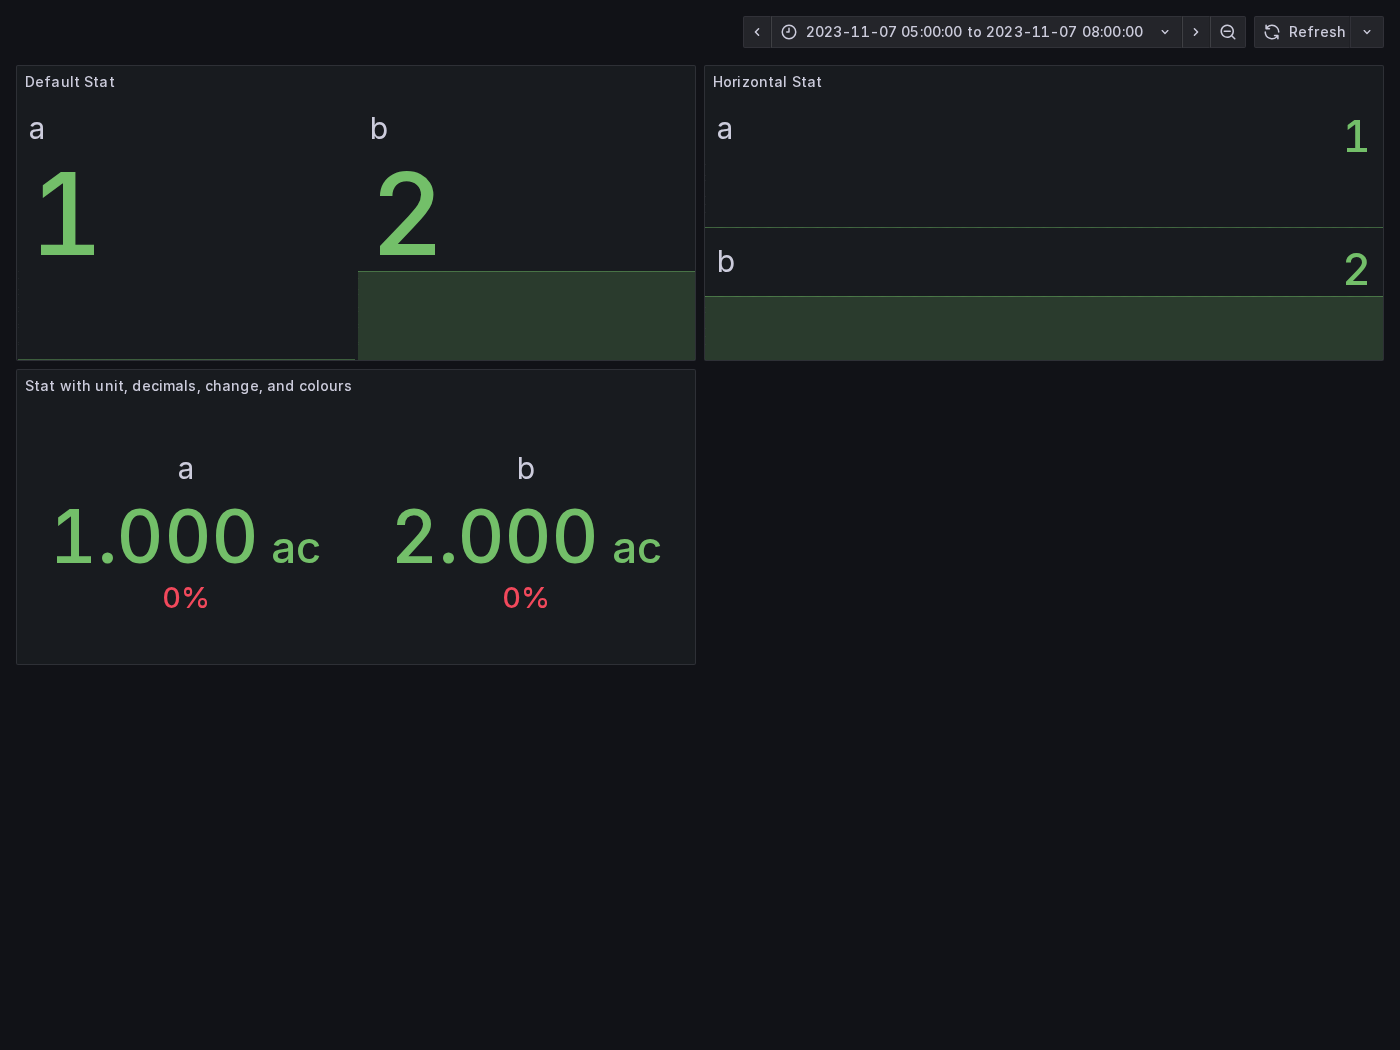 2023-11-07 05:00:00 to 2023-11-07 08:00:00
Refresh
Default Stat
a
1
b
2
Horizontal Stat
a
1
b
2
Stat with unit, decimals, change, and colours
a
1.000 ac
0%
b
2.000 ac
0%